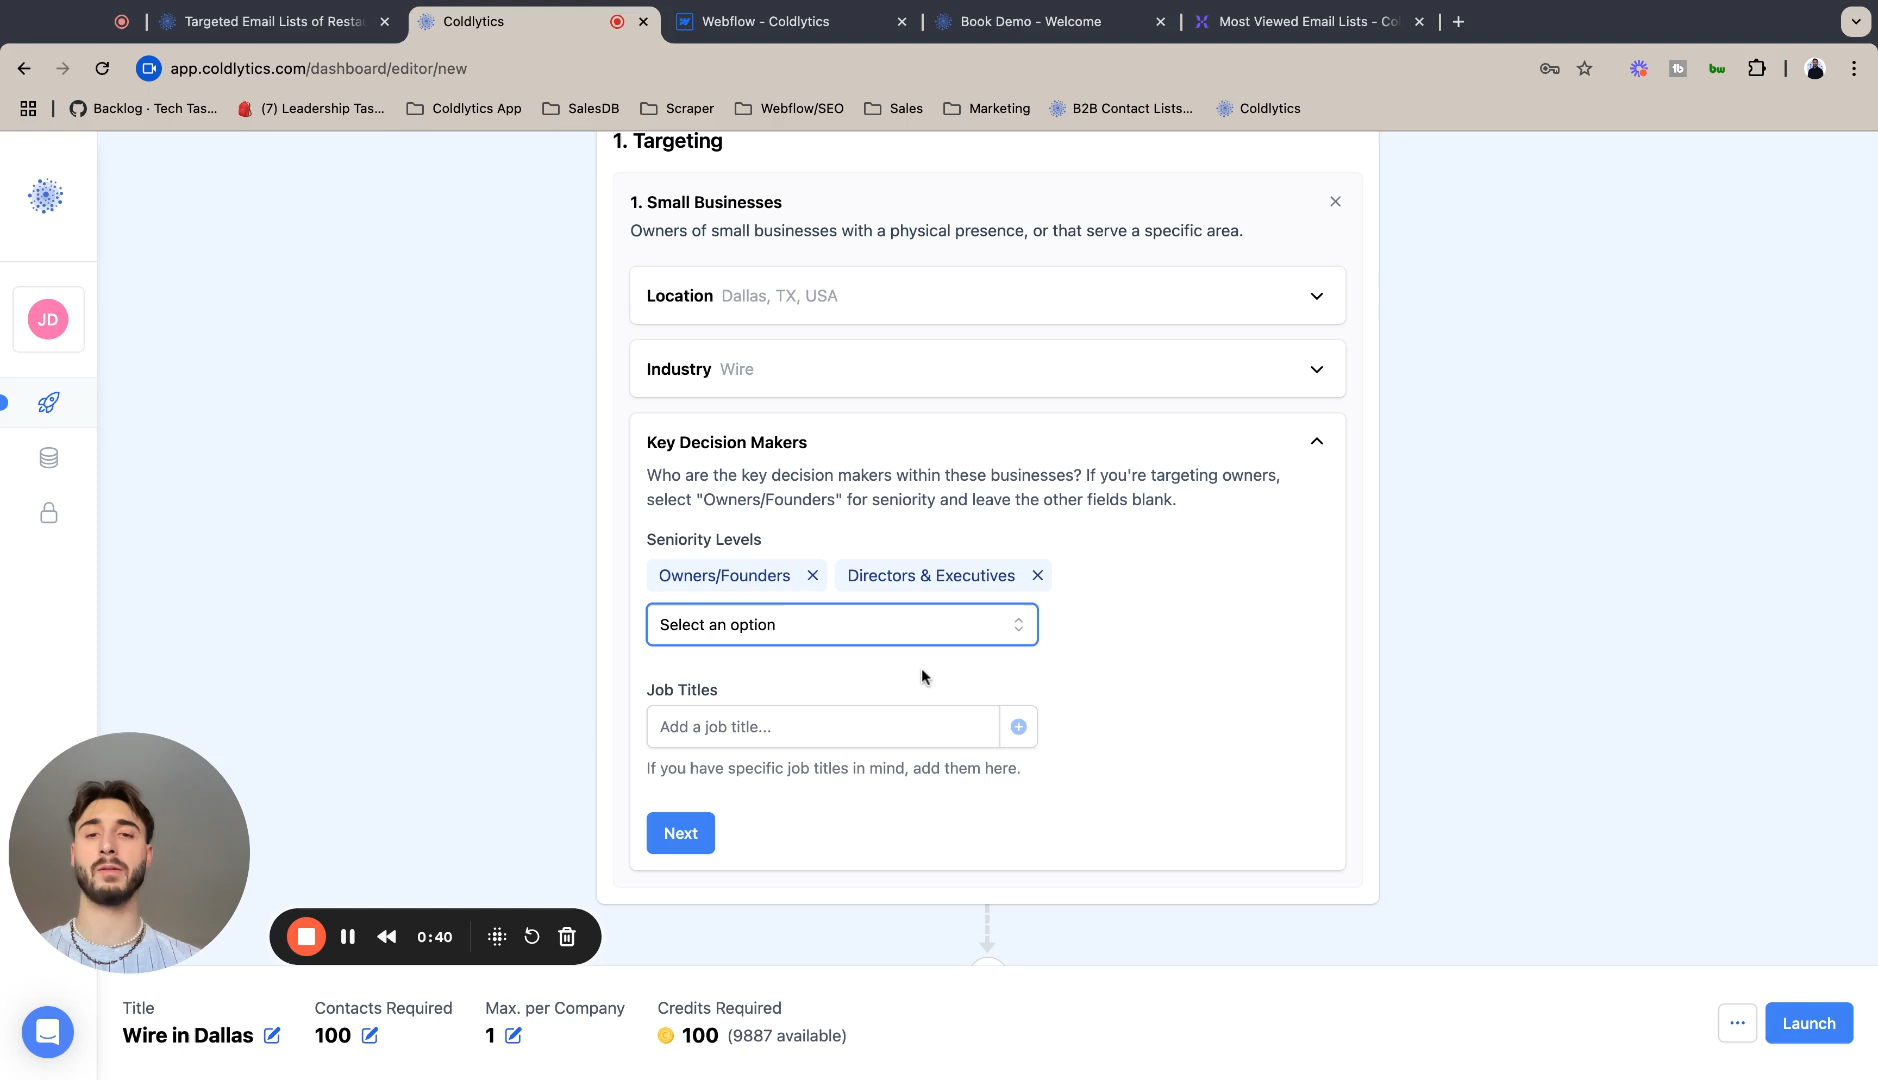 Targeted Email Lists of Restau
Coldlytics
Webflow - Coldlytics
Book Demo - Welcome
Most Viewed Email Lists - Col
app.coldlytics.com/dashboard/editor/new
tb
bw
Backlog · Tech Tas...
(7) Leadership Tas...
Coldlytics App
SalesDB
Scraper
Webflow/SEO
Sales
Marketing
B2B Contact Lists...
Coldlytics
JD
1. Targeting
1. Small Businesses
Owners of small businesses with a physical presence, or that serve a specific area.
Location Dallas, TX, USA
Industry Wire
Key Decision Makers
Who are the key decision makers within these businesses? If you're targeting owners,
select "Owners/Founders" for seniority and leave the other fields blank.
Seniority Levels
Owners/Founders
Directors & Executives
Select an option
Job Titles
Add a job title...
If you have specific job titles in mind, add them here.
Next
0:40
Title
Wire in Dallas
Contacts Required
100
Max. per Company
1
Credits Required
100 (9887 available)
Launch